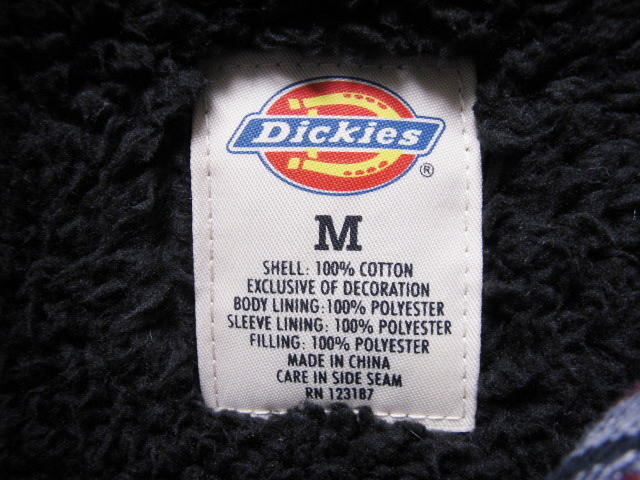 Dickies
®
M
SHELL: 100% COTTON
EXCLUSIVE OF DECORATION
BODY LINING:100% POLYESTER
SLEEVE LINING: 100% POLYESTER
FILLING: 100% POLYESTER
MADE IN CHINA
CARE IN SIDE SEAM
RN 123187